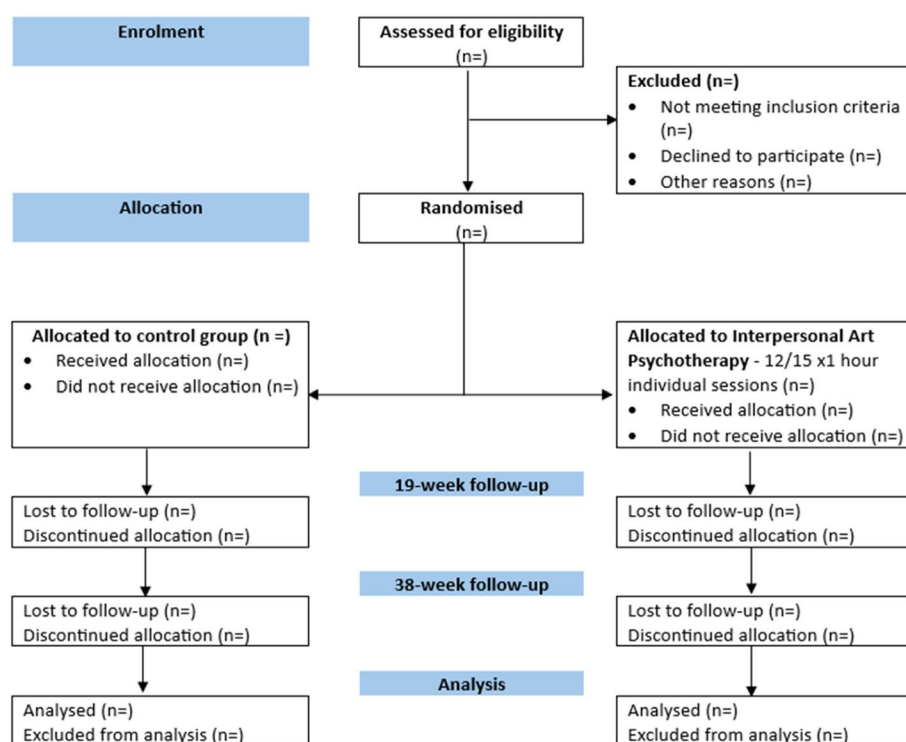 Enrolment
Assessed for eligibility
(n=)
Excluded (n=)
• Not meeting inclusion criteria
(n=)
• Declined to participate (n=)
• Other reasons (n=)
Allocation
Randomised
(n=)
Allocated to control group (n =)
• Received allocation (n=)
• Did not receive allocation (n=)
Allocated to Interpersonal Art
Psychotherapy - 12/15 x1 hour
individual sessions (n=)
• Received allocation (n=)
• Did not receive allocation (n=)
19-week follow-up
Lost to follow-up (n=)
Discontinued allocation (n=)
Lost to follow-up (n=)
Discontinued allocation (n=)
38-week follow-up
Lost to follow-up (n=)
Discontinued allocation (n=)
Lost to follow-up (n=)
Discontinued allocation (n=)
Analysis
Analysed (n=)
Excluded from analysis (n=)
Analysed (n=)
Excluded from analysis (n=)